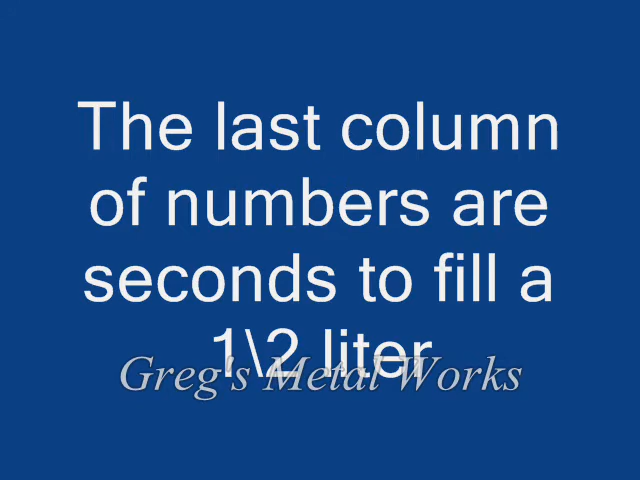 The last column
of numbers are
seconds to fill a
1\2 liter
Greg's Metal Works